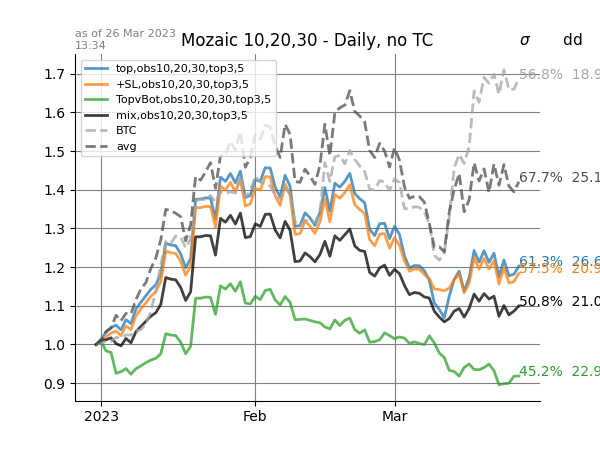 as of 26 Mar 2023
13:34
Mozaic 10,20,30 - Daily, no TC
σ dd
top,obs10,20,30,top3,5
+SL,obs10,20,30,top3,5
TopvBot,obs10,20,30,top3,5
mix,obs10,20,30,top3,5
BTC
avg
1.7
1.6
1.5
1.4
1.3
1.2
1.1
1.0
0.9
56.8% 18.9
67.7% 25.1
61.3% 26.6
57.5% 20.9
50.8% 21.0
45.2% 22.9
2023 Feb Mar